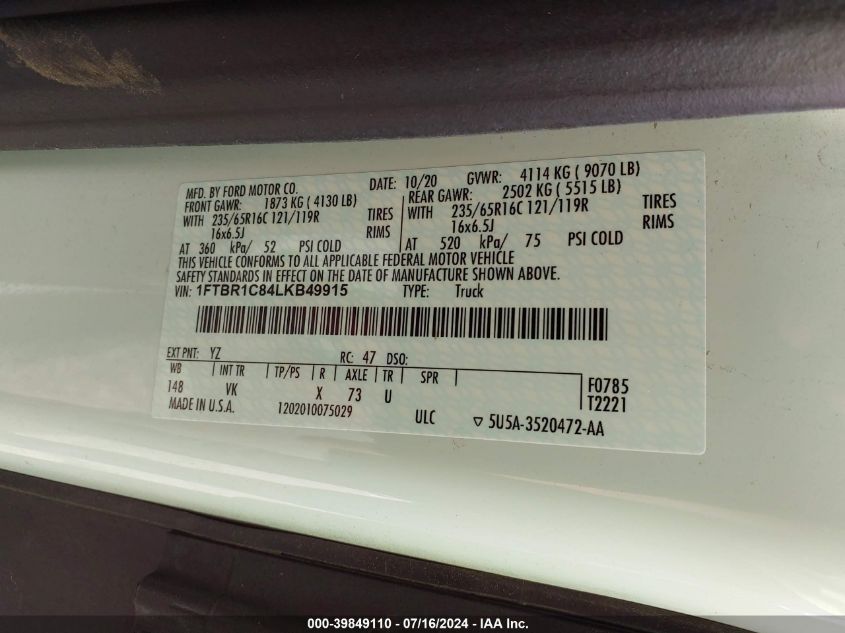 MFD. BY FORD MOTOR CO. DATE: 10/20 GVWR: 4114 KG ( 9070 LB)
FRONT GAWR: 1873 KG ( 4130 LB) REAR GAWR: 2502 KG ( 5515 LB)
WITH 235/65R16C 121/119R TIRES WITH 235/65R16C 121/119R TIRES
16x6.5J RIMS 16x6.5J RIMS
AT 360 kPa/ 52 PSI COLD AT 520 kPa/ 75 PSI COLD
THIS VEHICLE CONFORMS TO ALL APPLICABLE FEDERAL MOTOR VEHICLE
SAFETY STANDARDS IN EFFECT ON THE DATE OF MANUFACTURE SHOWN ABOVE.
VIN: 1FTBR1C84LKB49915 TYPE: Truck
EXT PNT: YZ RC: 47 DSO:
WB INT TR TP/PS R AXLE TR SPR F0785
148 VK X 73 U T2221
MADE IN U.S.A. 1202010075029 ULC ▽ 5U5A-3520472-AA
000-39849110 - 07/16/2024 - IAA Inc.